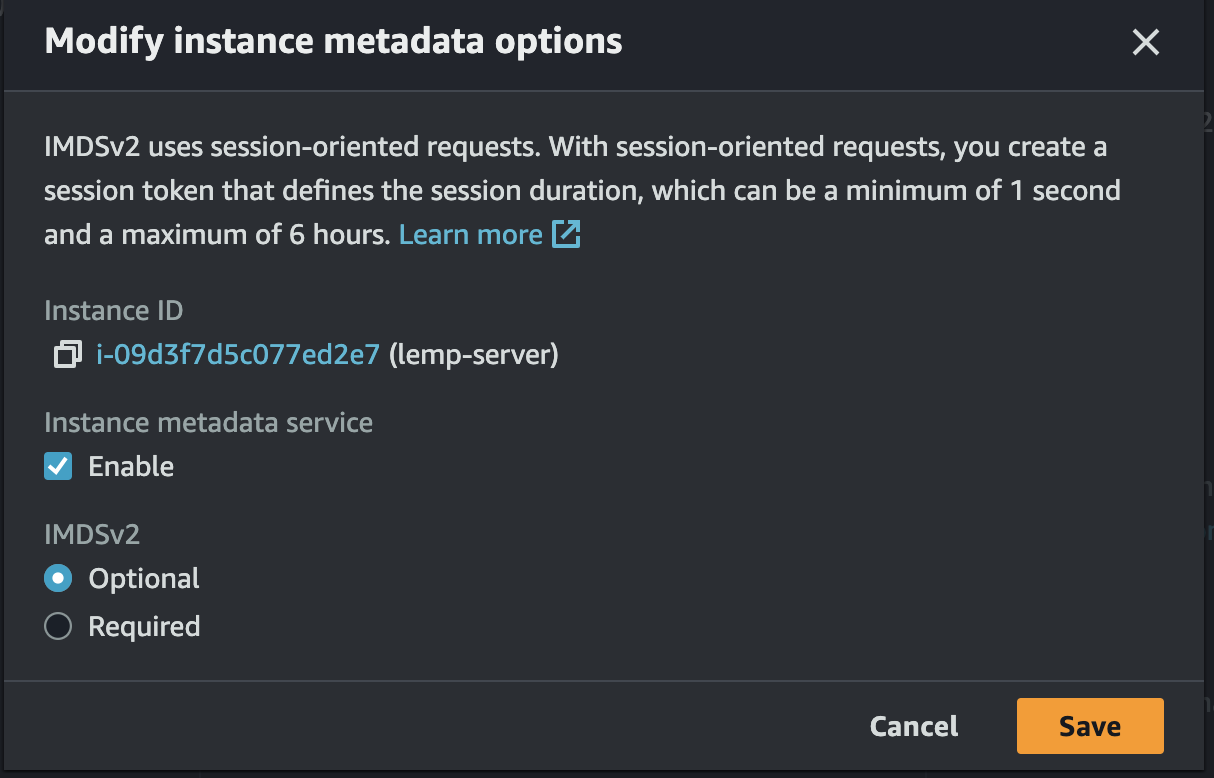 Modify instance metadata options
IMDSv2 uses session-oriented requests. With session-oriented requests, you create a
session token that defines the session duration, which can be a minimum of 1 second
and a maximum of 6 hours. Learn more
Instance ID
i-09d3f7d5c077ed2e7 (lemp-server)
Instance metadata service
Enable
IMDSv2
Optional
Required
Cancel
Save